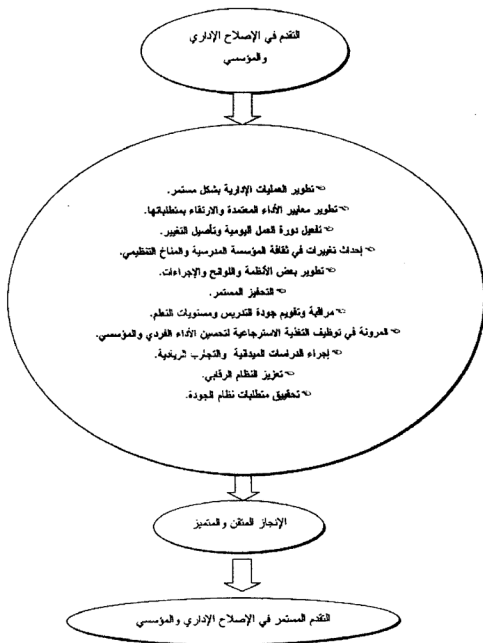 التقدم في الإصلاح الإداري
والمؤسسي
تطوير العمليات الإدارية بشكل مستمر.
تطوير معايير الأداء المعتمدة والارتقاء بمتطلباتها.
تفعيل دورة العمل اليومية وتأصيل التغيير.
إحداث تغييرات في ثقافة المؤسسة المدرسية والمناخ التنظيمي.
تطوير بعض الأنظمة واللوائح والإجراءات.
التحفيز المستمر.
مراقبة وتقويم جودة التدريس ومستويات التعلم.
المرونة في توظيف التغذية الاسترجاعية لتحسين الأداء الفردي والمؤسسي.
إجراء الدراسات الميدانية والتجارب الريادية.
تعزيز النظام الرقابي.
تحقيق متطلبات نظام الجودة.
الإنجاز المتقن والمتميز
التقدم المستمر في الإصلاح الإداري والمؤسسي